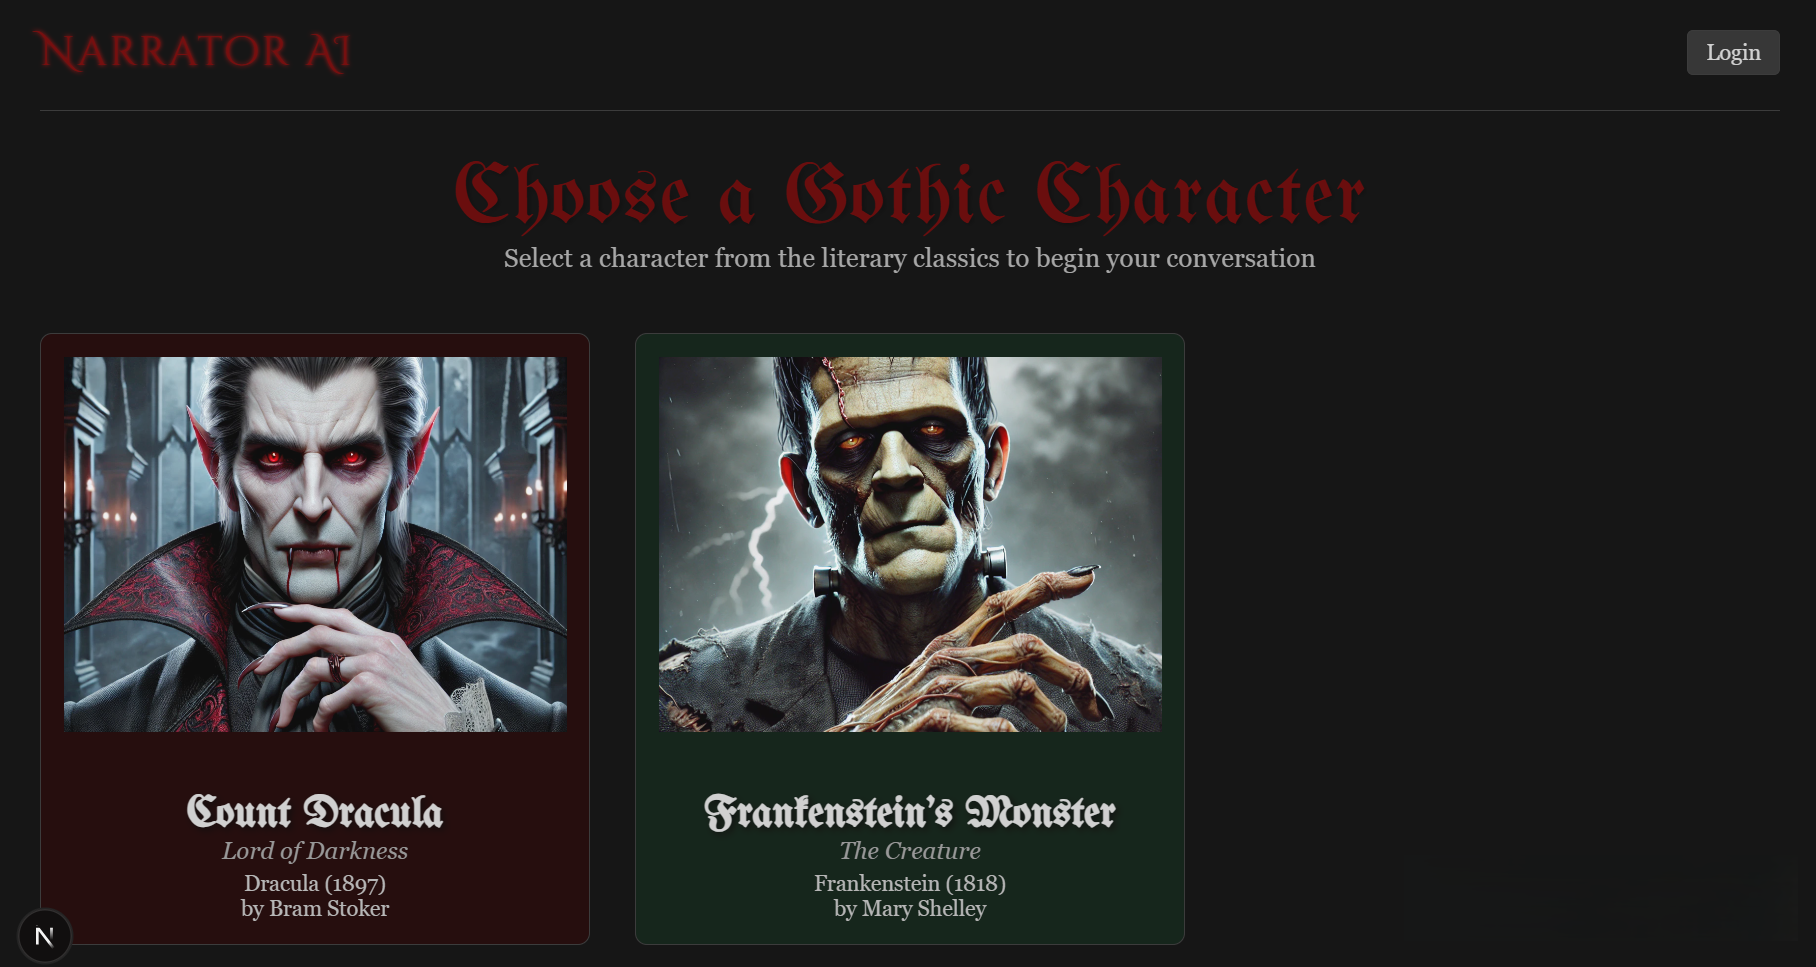 Narrator AI
Login
Choose a Gothic Character
Select a character from the literary classics to begin your conversation
Count Dracula
Lord of Darkness
Dracula (1897)
by Bram Stoker
Frankenstein's Monster
The Creature
Frankenstein (1818)
by Mary Shelley
N